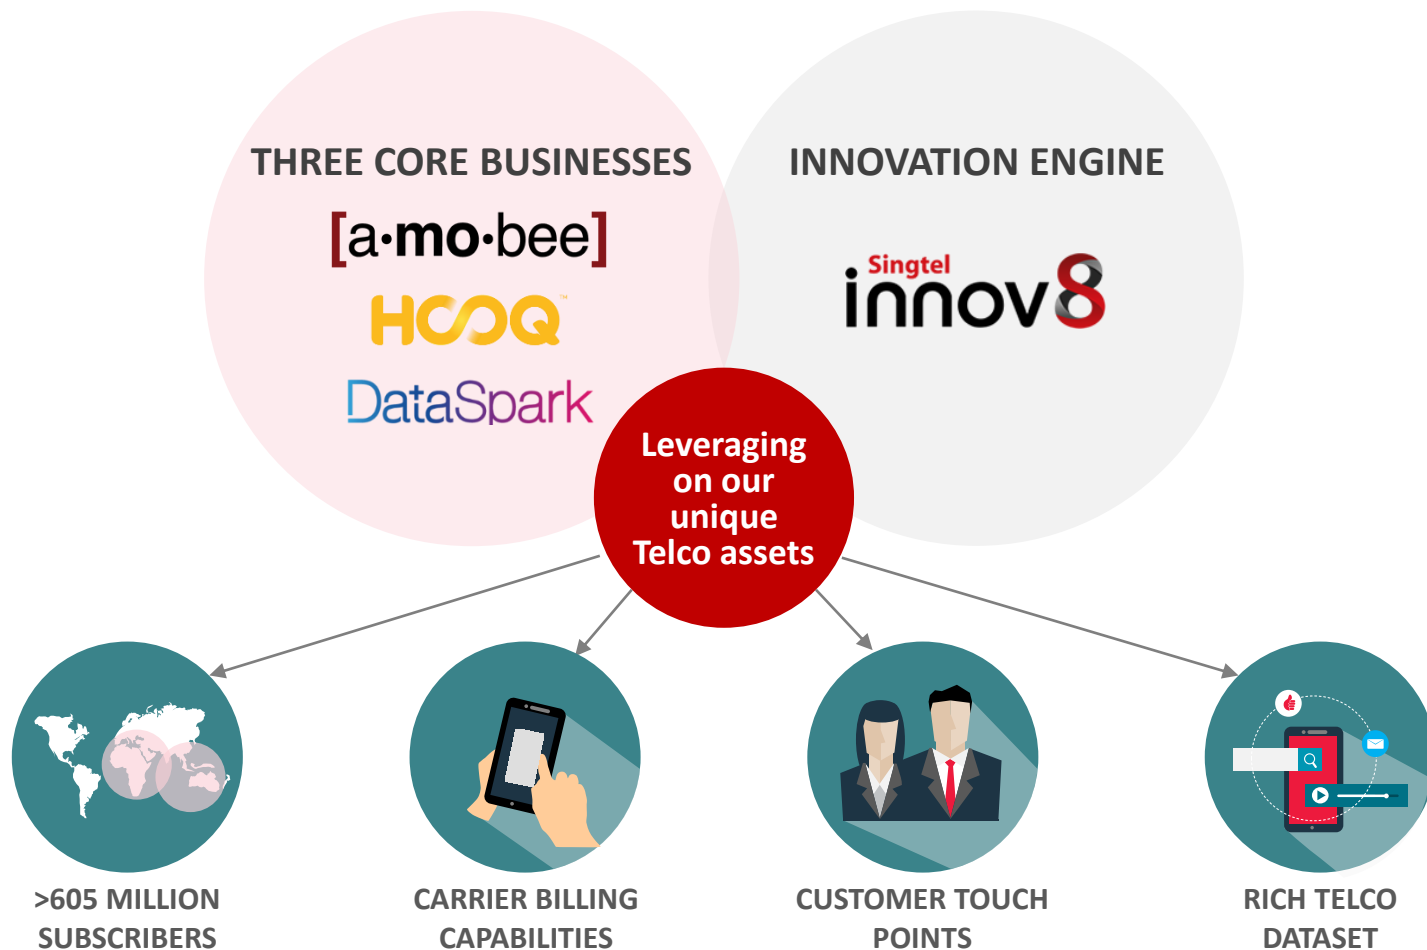 THREE CORE BUSINESSES
[a·mo·bee]
HOOQ™
DataSpark
INNOVATION ENGINE
Singtel
innov8
Leveraging
on our
unique
Telco assets
>605 MILLION
SUBSCRIBERS
CARRIER BILLING
CAPABILITIES
CUSTOMER TOUCH
POINTS
RICH TELCO
DATASET